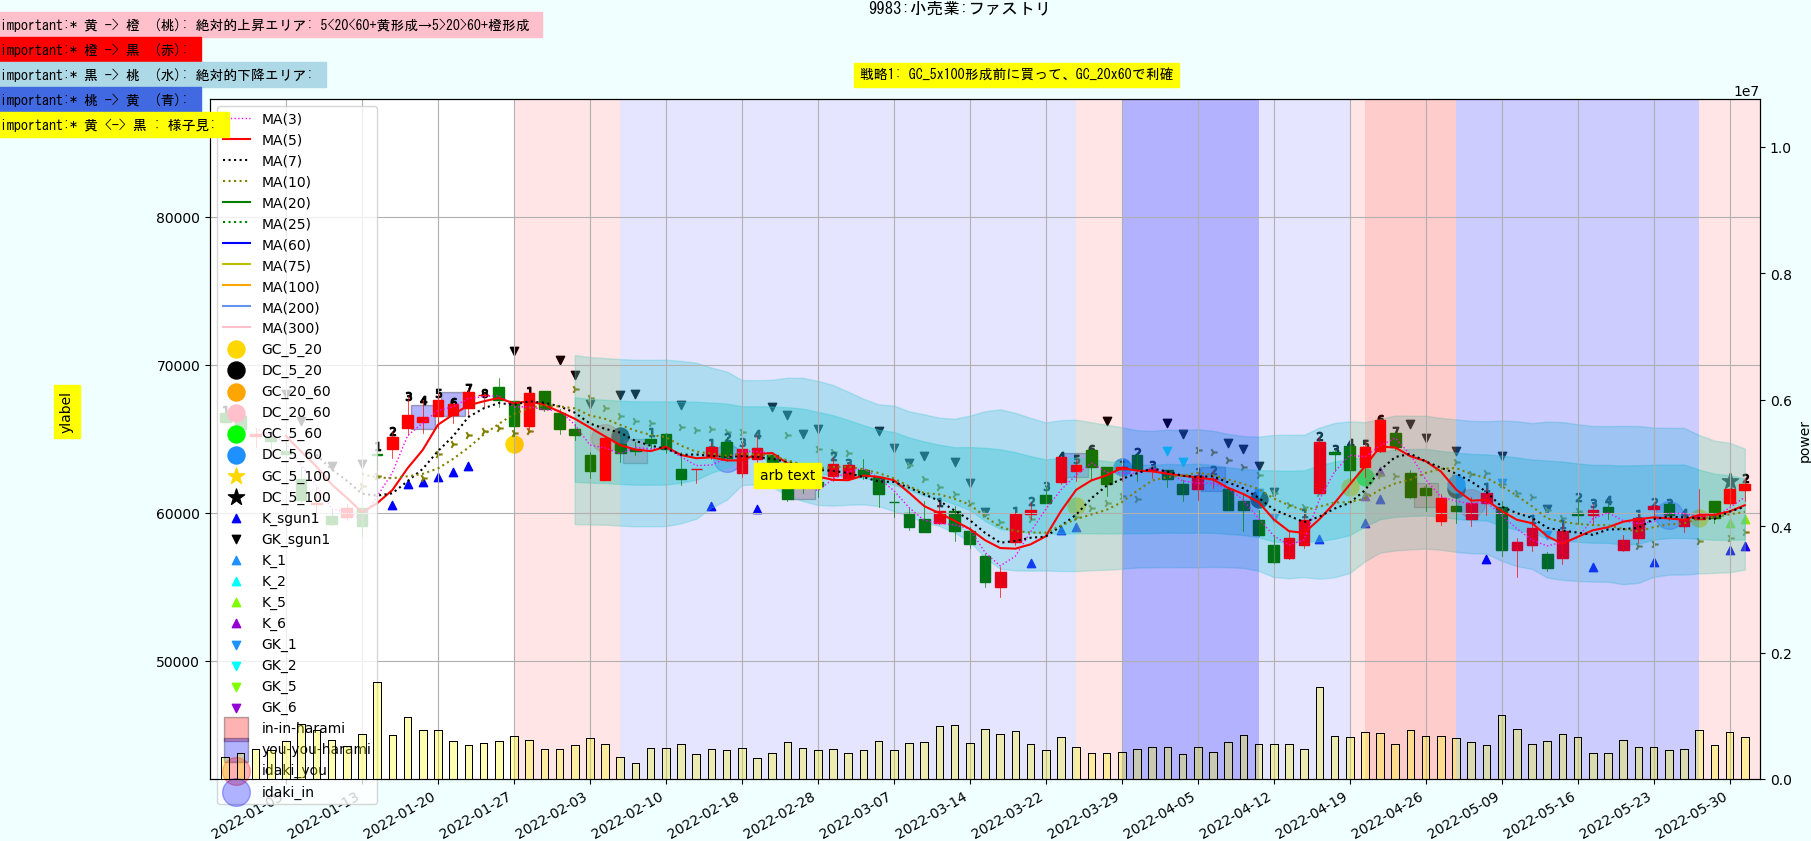 9983:小売業:ファストリ
important:* 黄 -> 橙 (桃): 絶対的上昇エリア: 5<20<60+黄形成→5>20>60+橙形成
important:* 橙 -> 黒 (赤):
important:* 黒 -> 桃 (水): 絶対的下降エリア:
important:* 桃 -> 黄 (青):
important:* 黄 <-> 黒 : 様子見:
戦略1: GC_5x100形成前に買って、GC_20x60で利確
1e7
MA(3)
MA(5)
MA(7)
MA(10)
MA(20)
MA(25)
MA(60)
MA(75)
MA(100)
MA(200)
MA(300)
GC_5_20
DC_5_20
GC_20_60
DC_20_60
GC_5_60
DC_5_60
GC_5_100
DC_5_100
K_sgun1
GK_sgun1
K_1
K_2
K_5
K_6
GK_1
GK_2
GK_5
GK_6
in-in-harami
you-you-harami
idaki_you
idaki_in
80000
70000
60000
50000
ylabel
arb text
1.0
0.8
0.6
0.4
0.2
0.0
power
2022-01-05
2022-01-13
2022-01-20
2022-01-27
2022-02-03
2022-02-10
2022-02-18
2022-02-28
2022-03-07
2022-03-14
2022-03-22
2022-03-29
2022-04-05
2022-04-12
2022-04-19
2022-04-26
2022-05-09
2022-05-16
2022-05-23
2022-05-30